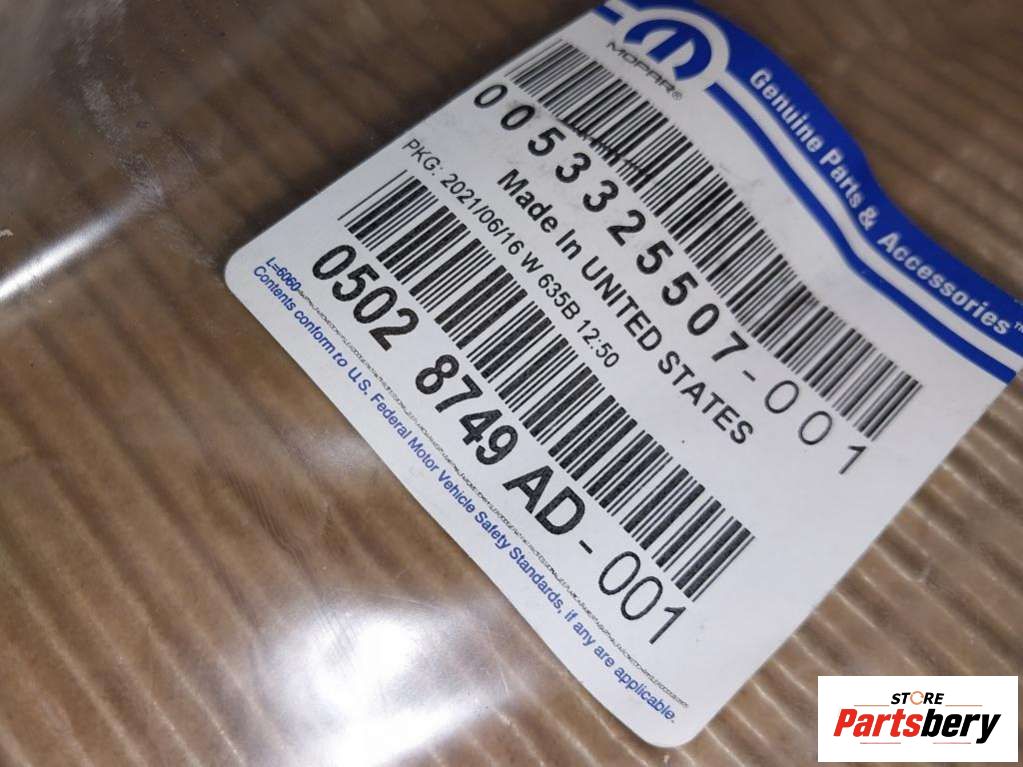 MOPAR®
Genuine Parts & Accessories™
0053325507-001
Made In UNITED STATES
PKG: 2021/06/16 W 635B 12:50
0502 8749 AD - 001
L=6060
Contents conform to U.S. Federal Motor Vehicle Safety Standards, if any are applicable.
STORE
Partsbery